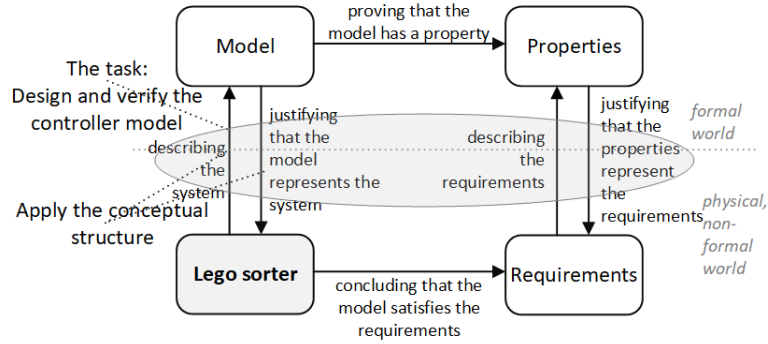 proving that the
model has a property
Model
Properties
The task:
Design and verify the
controller model
justifying
that the
model
represents the
system
describing
the
system
describing
the
requirements
justifying
that the
properties
represent
the
requirements
formal
world
physical,
non-
formal
world
Apply the conceptual
structure
Lego sorter
Requirements
concluding that the
model satisfies the
requirements